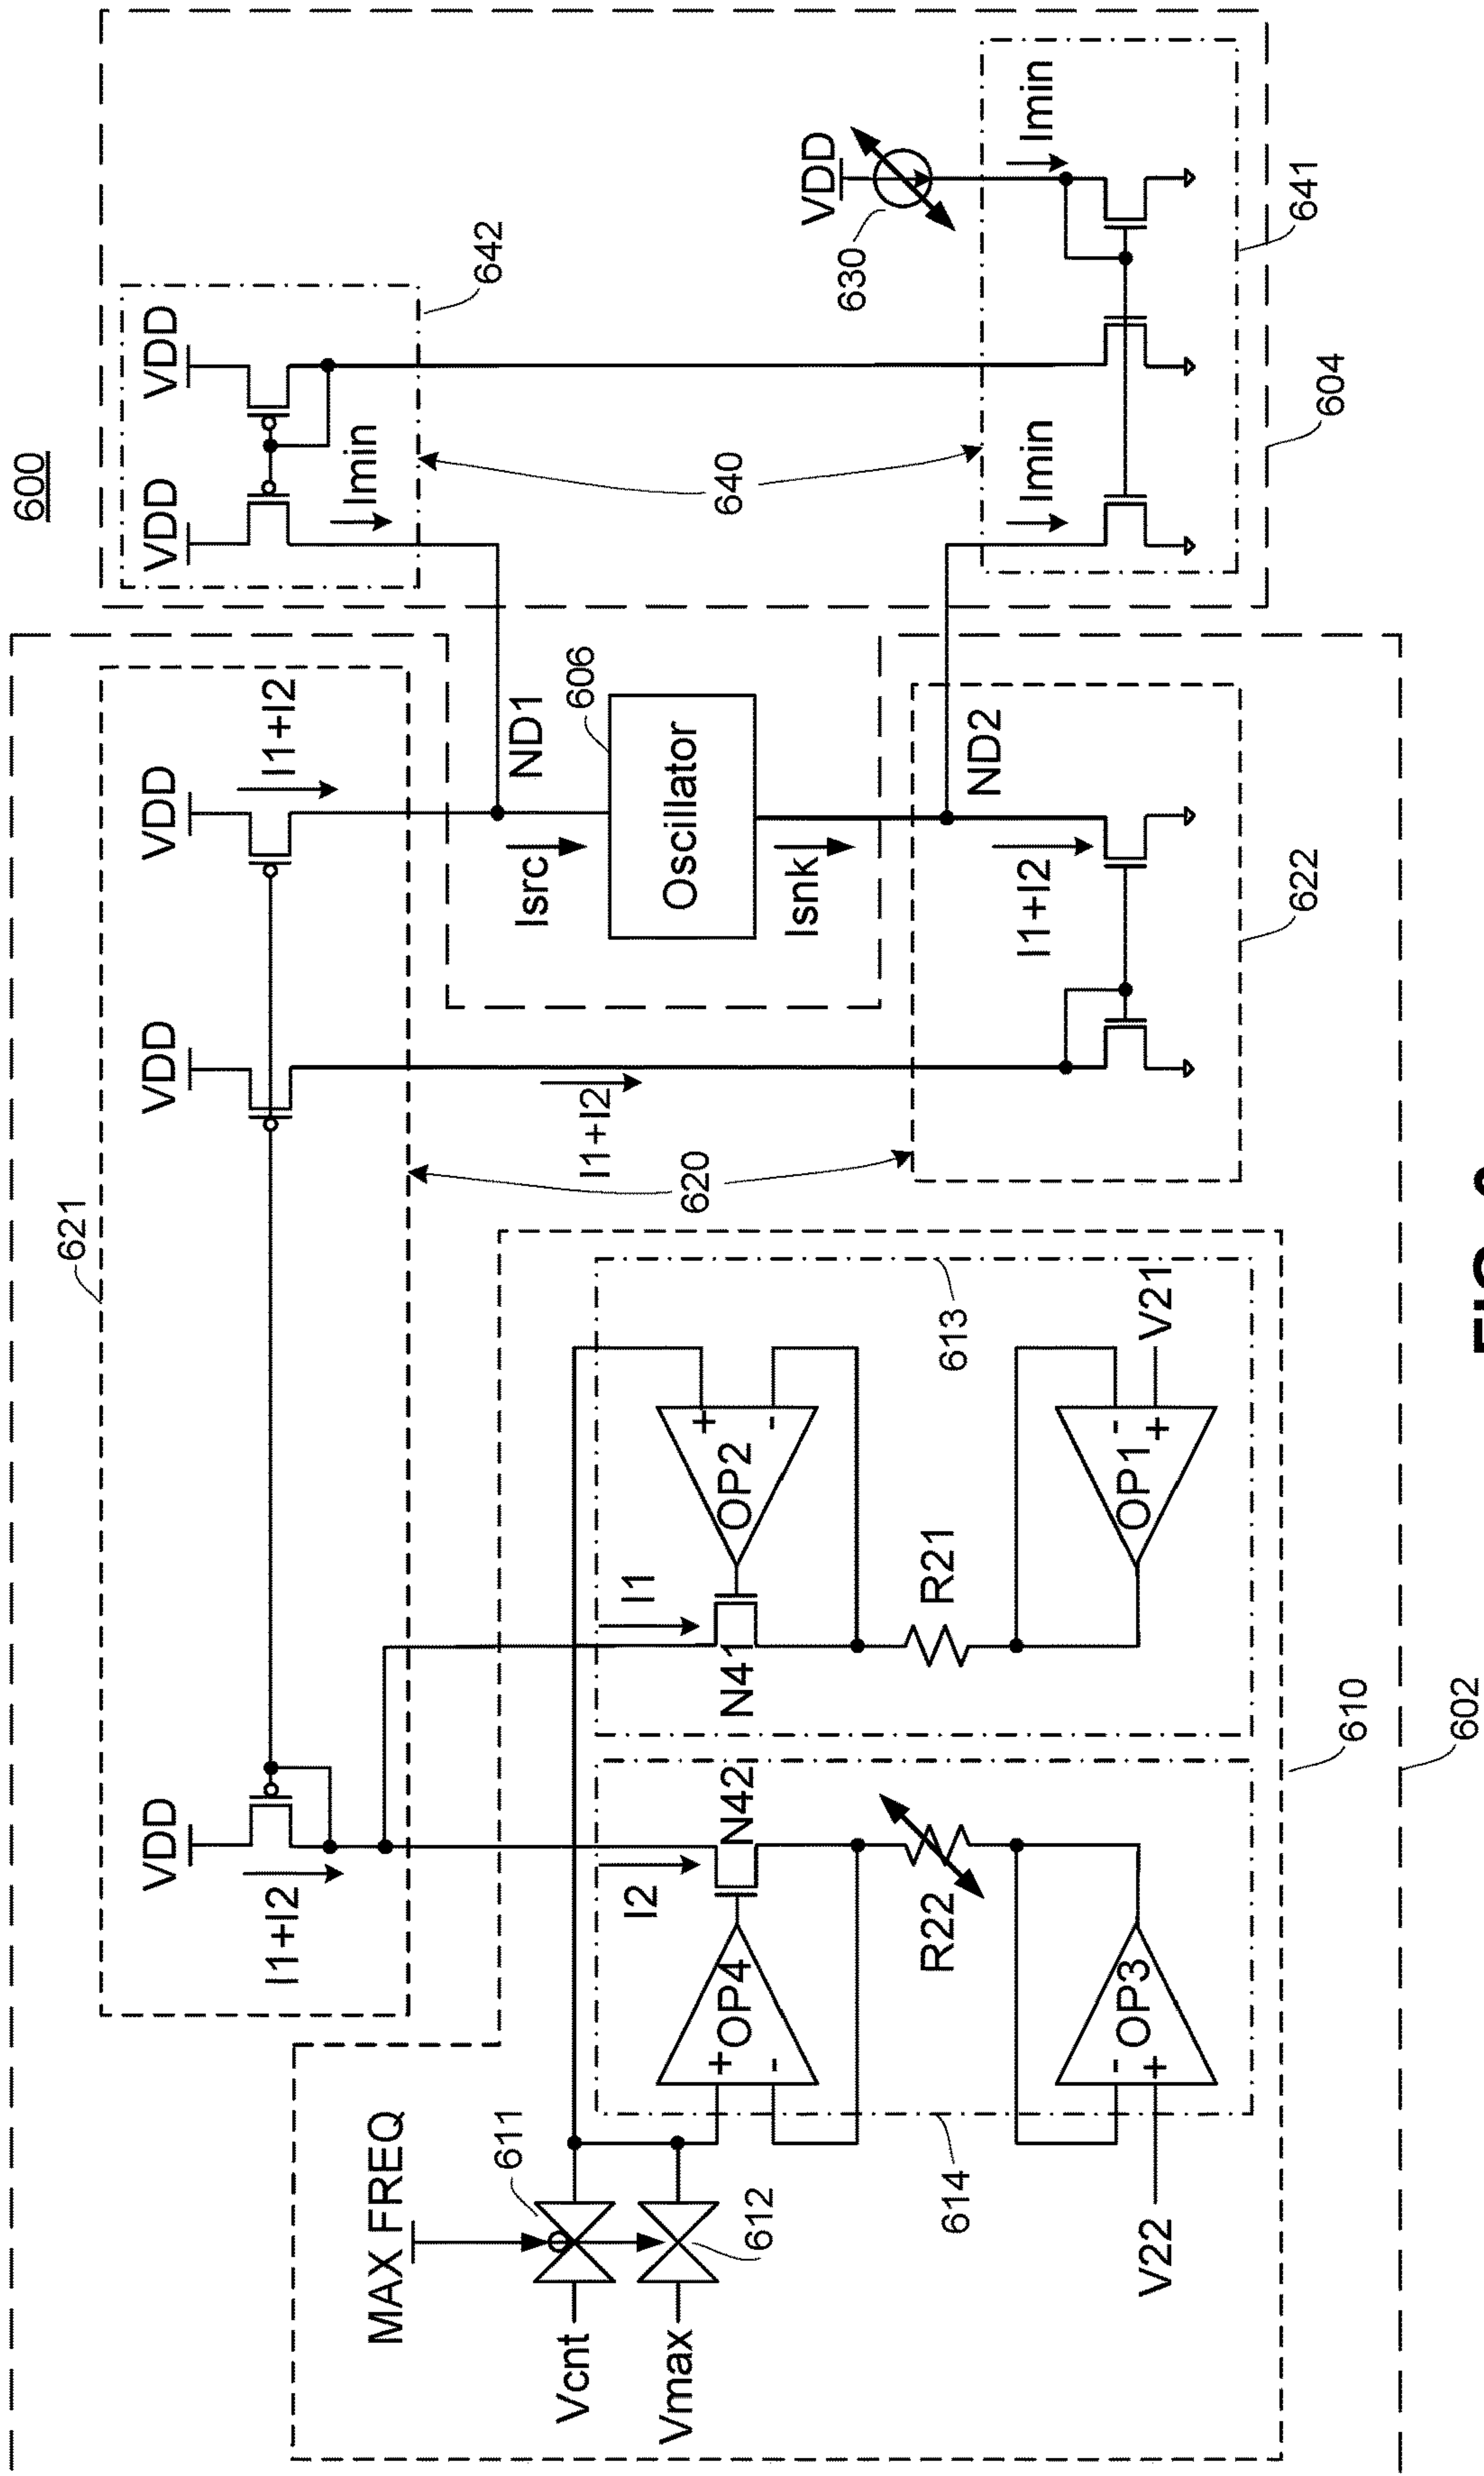 600
621
VDD
VDD
VDD
VDD
VDD
I1+I2
I1+I2
Imin
MAX FREQ
642
611
ND1
Isrc
Vcnt
606
I1+I2
I2
I1
Vmax
Oscillator
620
640
+
OP4
-
N42
N41
OP2
+
-
612
Isnk
VDD
630
R22
R21
614
613
ND2
I1+I2
Imin
Imin
-
OP3
+
OP1
-
+
V22
V21
622
641
604
610
602
FIG.